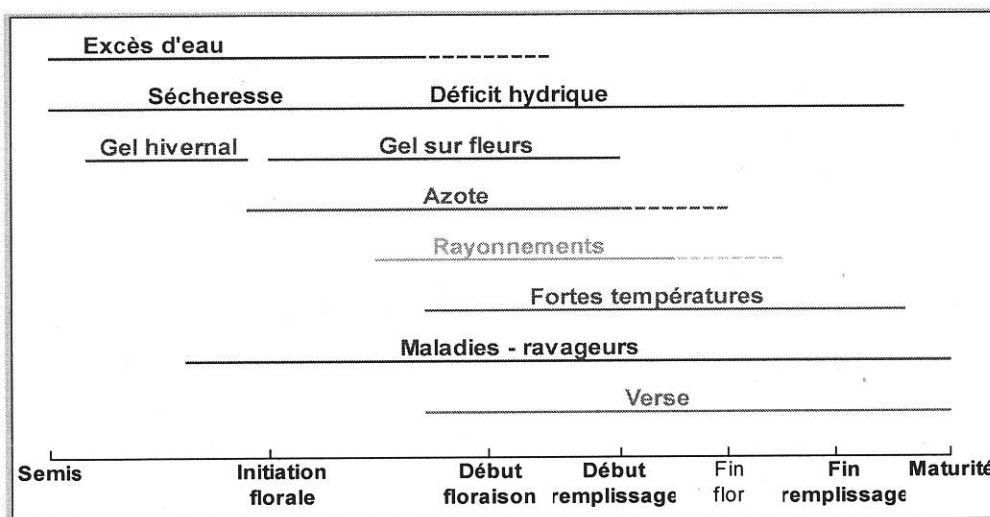 Excès d'eau
Sécheresse Déficit hydrique
Gel hivernal Gel sur fleurs
Azote
Rayonnements
Fortes températures
Maladies - ravageurs
Verse
Semis Initiation Début Début Fin Fin Maturité
florale floraison remplissage flor remplissage